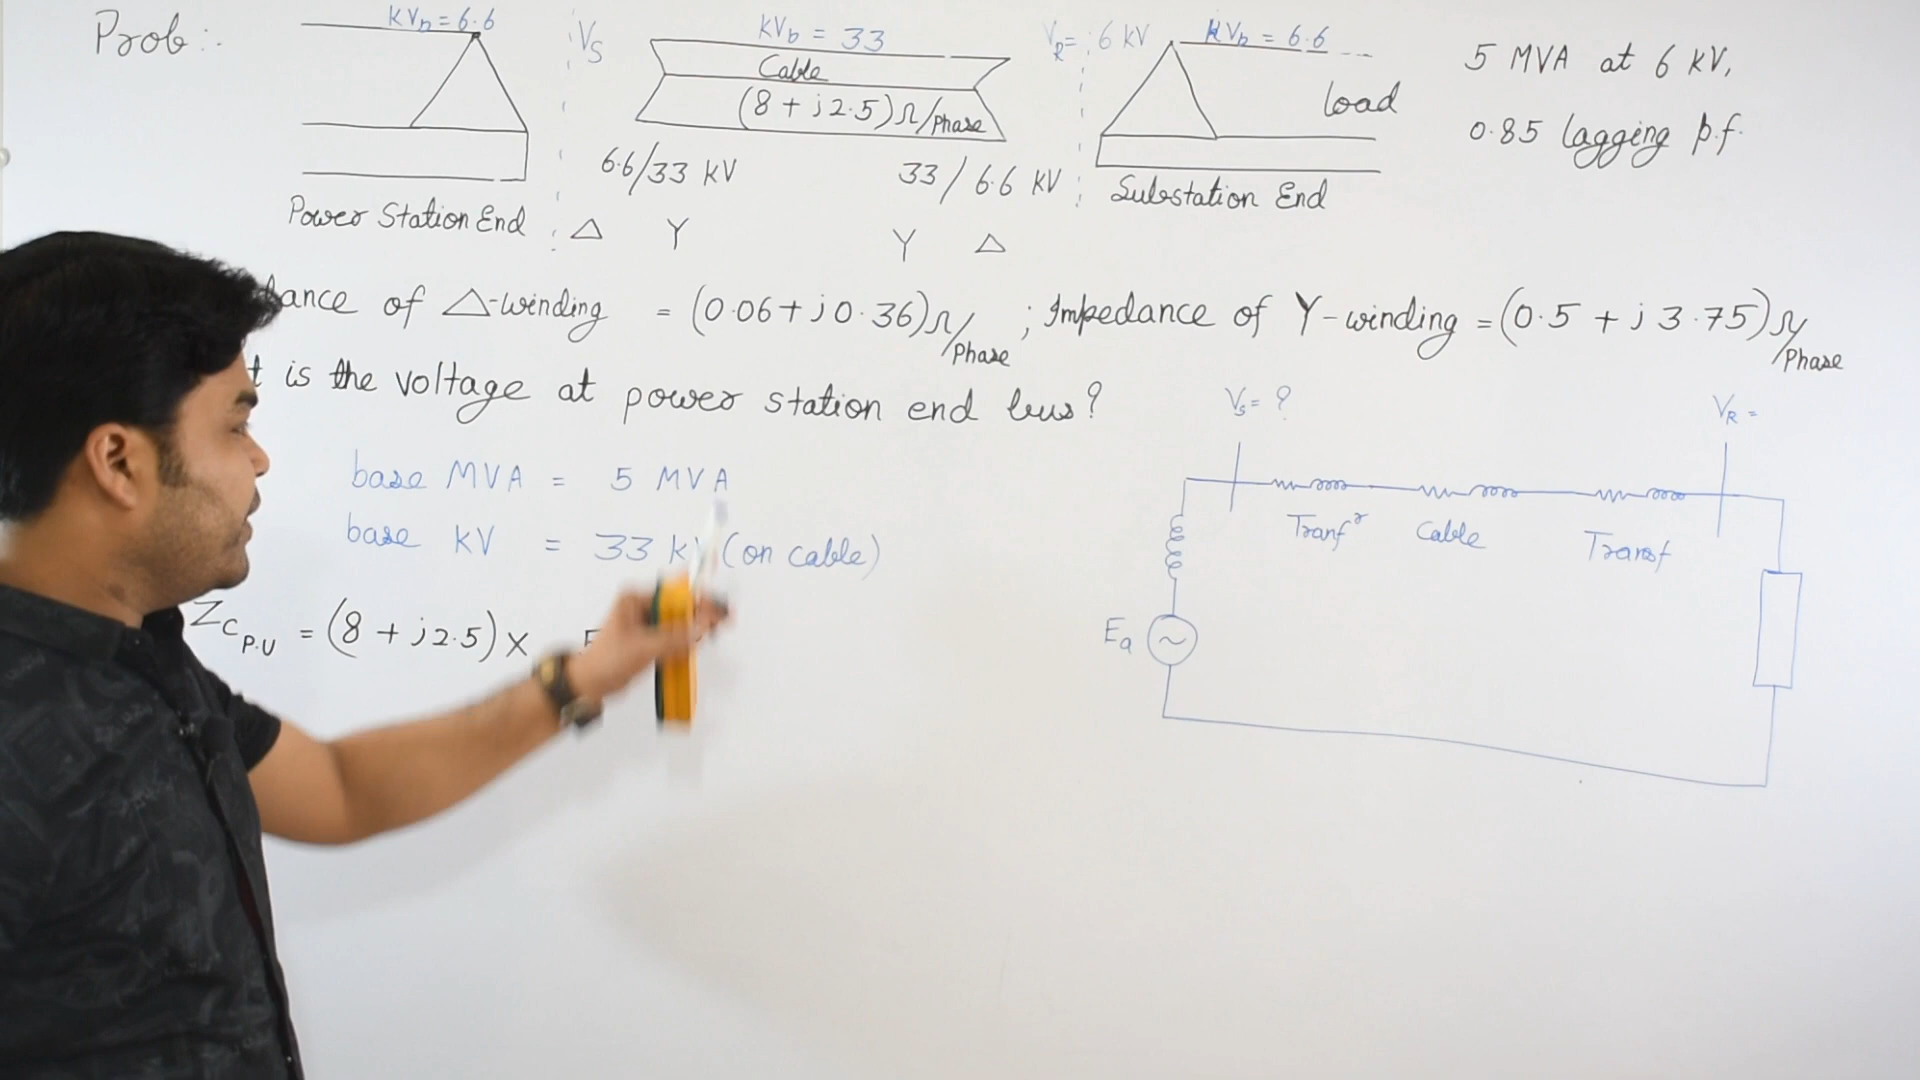 Prob:-
kVb = 6.6
VS
kVb = 33
VR = 6 kV
kVb = 6.6
5 MVA at 6 kV,
Cable
load
(8 + j2.5) Ω/Phase
0.85 lagging p.f.
6.6/33 kV
33/6.6 kV
Substation End
Power Station End
Δ Y
Y Δ
of Δ-winding = (0.06 + j0.36) Ω/Phase ; Impedance of Y-winding = (0.5 + j3.75) Ω/Phase
is the voltage at power station end bus?
VS = ?
VR =
base MVA = 5 MVA
base kV = 33 (on cable)
Tranfr
Cable
Transf
ZC P.U = (8 + j2.5) ×
Ea